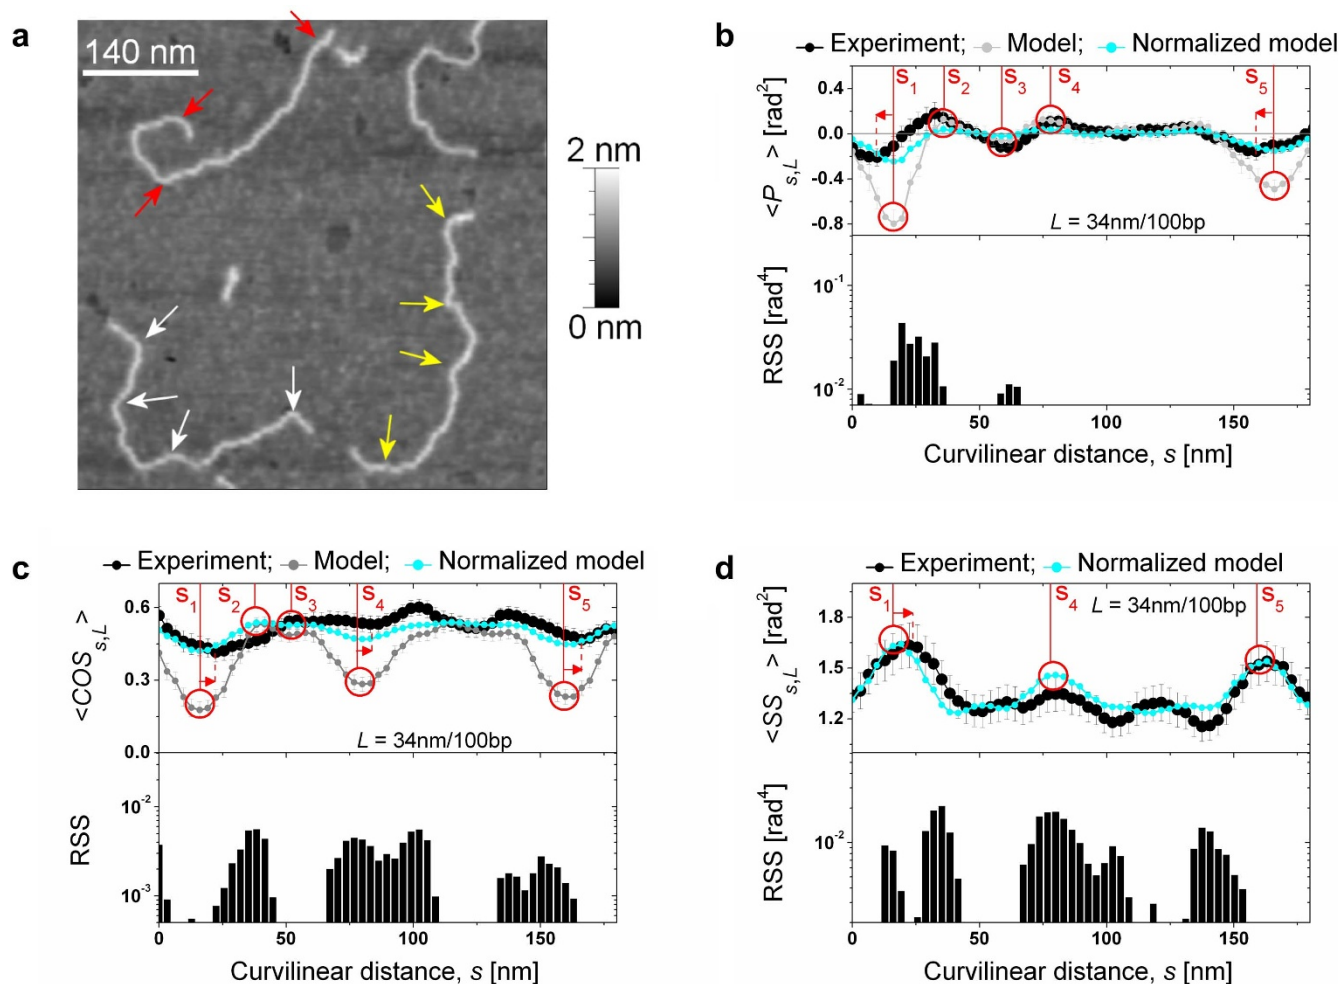 a
140 nm
2 nm
0 nm
b
Experiment; Model; Normalized model
S1 S2 S3 S4 S5
<P s,L > [rad2]
0.4
0.0
-0.4
-0.8
L = 34nm/100bp
RSS [rad4]
10-1
10-2
0 50 100 150
Curvilinear distance, s [nm]
c
Experiment; Model; Normalized model
S1 S2 S3 S4 S5
<COS s,L >
0.6
0.3
0.0
L = 34nm/100bp
RSS
10-2
10-3
0 50 100 150
Curvilinear distance, s [nm]
d
Experiment; Normalized model
S1 S4 L = 34nm/100bp S5
<SS s,L > [rad2]
1.8
1.5
1.2
RSS [rad4]
10-2
0 50 100 150
Curvilinear distance, s [nm]